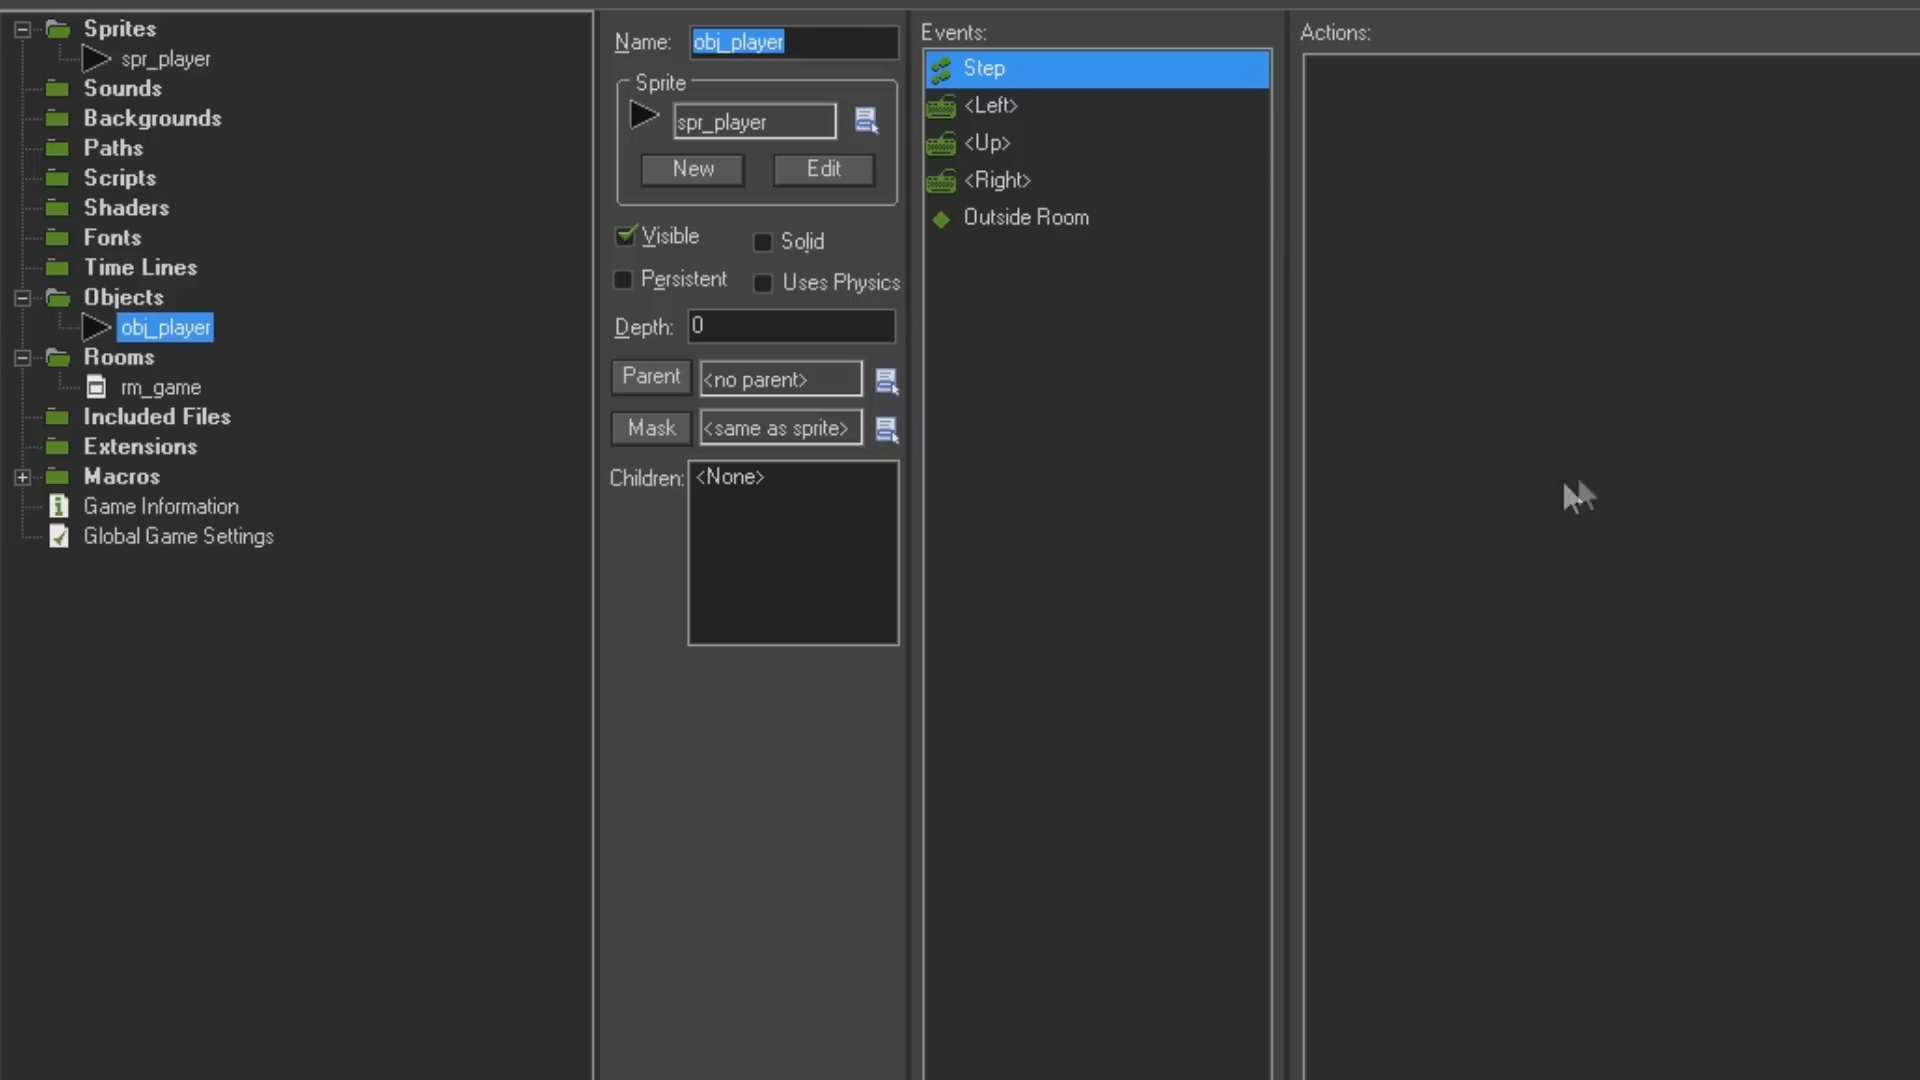 Sprites
spr_player
Sounds
Backgrounds
Paths
Scripts
Shaders
Fonts
Time Lines
Objects
obj_player
Rooms
rm_game
Included Files
Extensions
Macros
Game Information
Global Game Settings
Name: obj_player
Sprite
spr_player
New Edit
Visible Solid
Persistent Uses Physics
Depth: 0
Parent <no parent>
Mask <same as sprite>
Children: <None>
Events:
Step
<Left>
<Up>
<Right>
Outside Room
Actions: